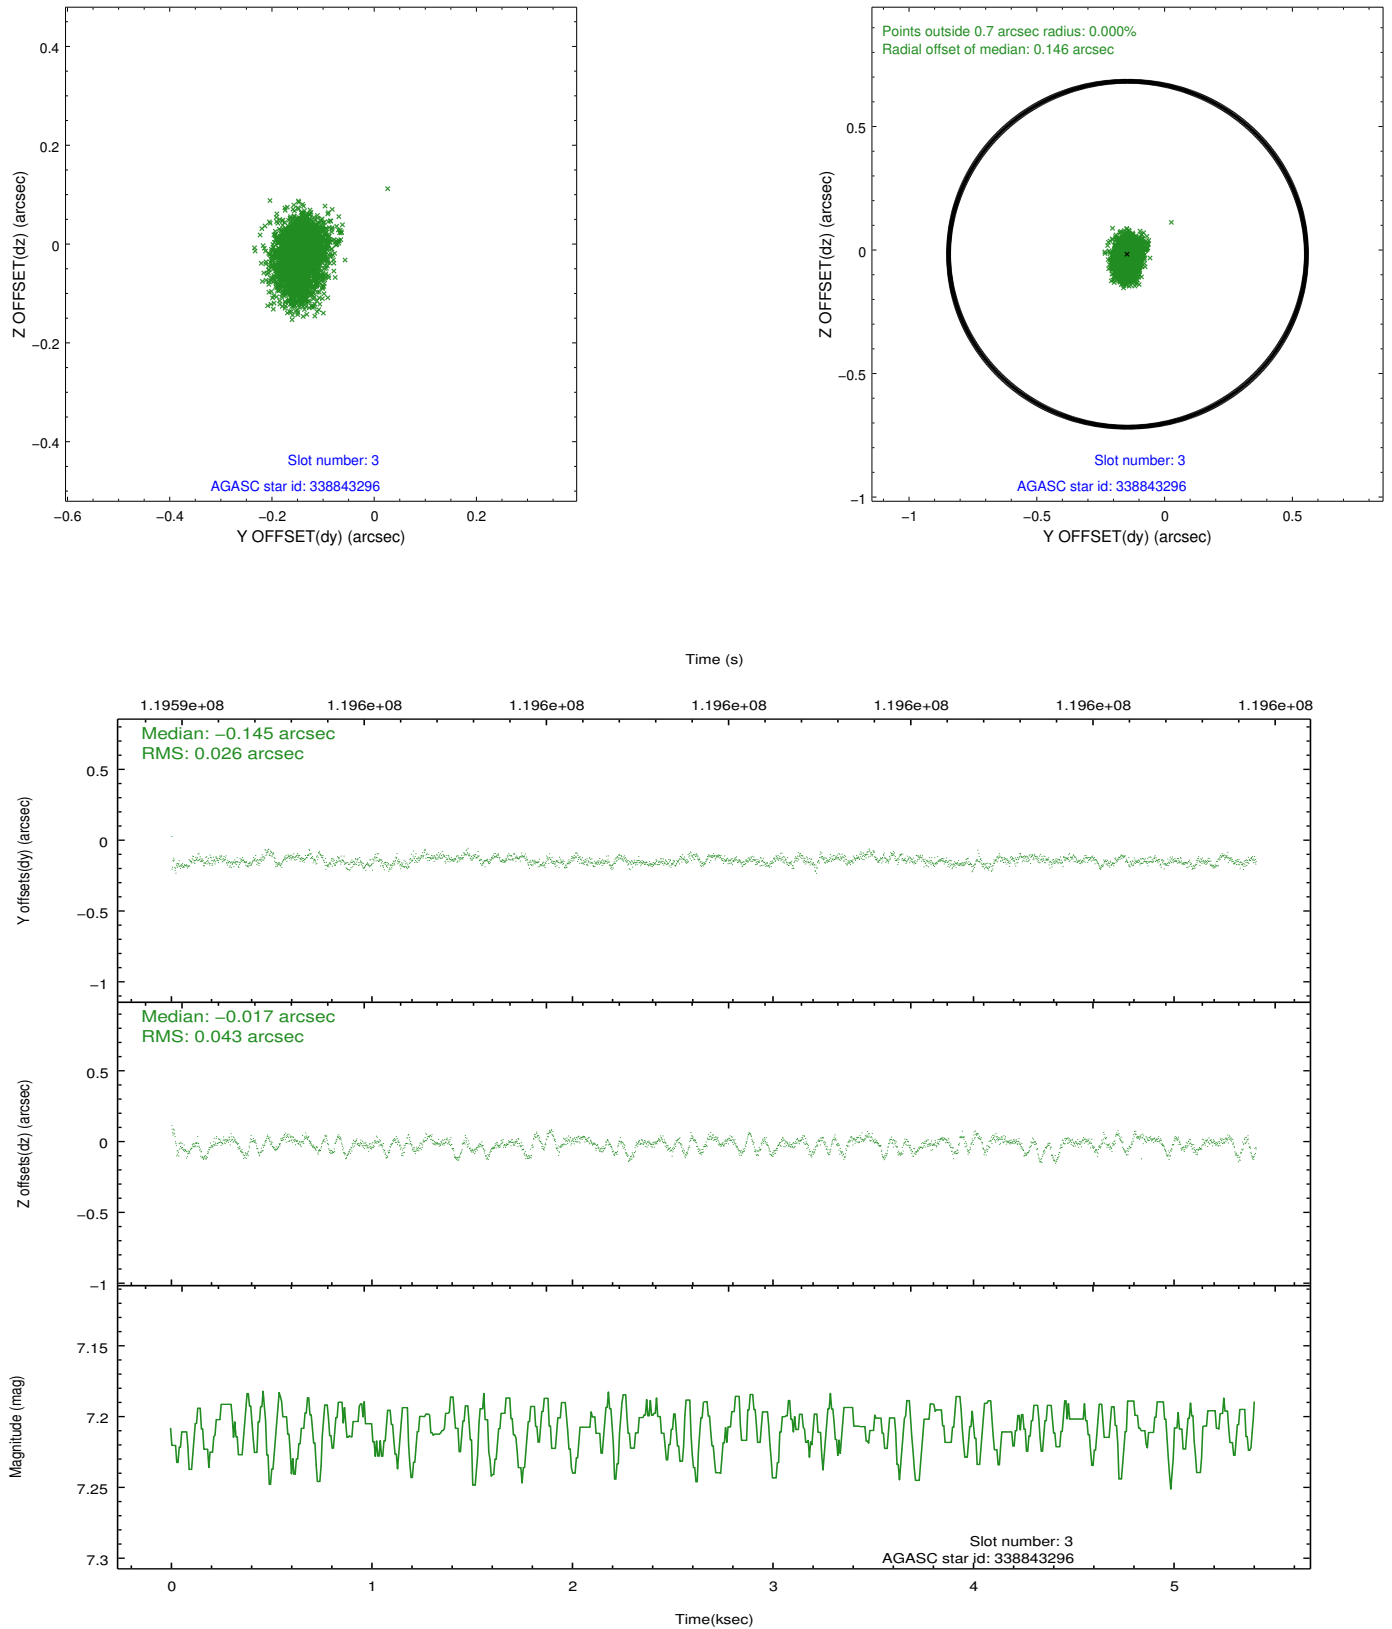 0.4
0.2
0
−0.2
−0.4
Z OFFSET(dz) (arcsec)
Slot number: 3
AGASC star id: 338843296
−0.6 −0.4 −0.2 0 0.2
Y OFFSET(dy) (arcsec)
Points outside 0.7 arcsec radius: 0.000%
Radial offset of median: 0.146 arcsec
0.5
0
−0.5
−1
Z OFFSET(dz) (arcsec)
Slot number: 3
AGASC star id: 338843296
−1 −0.5 0 0.5
Y OFFSET(dy) (arcsec)
Time (s)
1.1959e+08 1.196e+08 1.196e+08 1.196e+08 1.196e+08 1.196e+08 1.196e+08
Median: −0.145 arcsec
RMS: 0.026 arcsec
0.5
0
−0.5
−1
Y offsets(dy) (arcsec)
Median: −0.017 arcsec
RMS: 0.043 arcsec
0.5
0
−0.5
−1
Z offsets(dz) (arcsec)
7.15
7.2
7.25
7.3
Magnitude (mag)
Slot number: 3
AGASC star id: 338843296
0 1 2 3 4 5
Time(ksec)